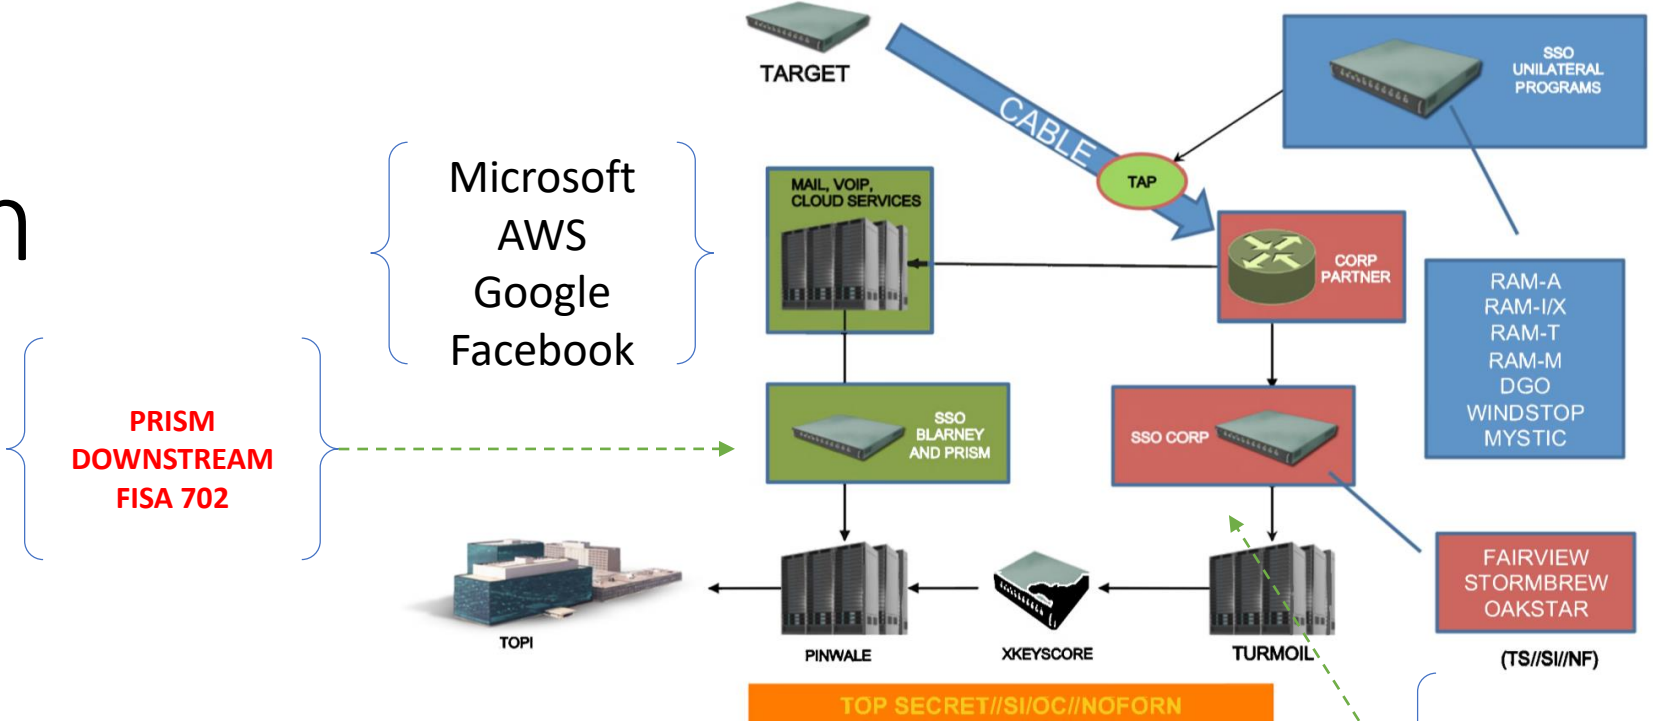 TARGET
SSO
UNILATERAL
PROGRAMS
CABLE
TAP
n
Microsoft
AWS
Google
Facebook
MAIL, VOIP,
CLOUD SERVICES
CORP
PARTNER
RAM-A
RAM-I/X
RAM-T
RAM-M
DGO
WINDSTOP
MYSTIC
PRISM
DOWNSTREAM
FISA 702
SSO
BLARNEY
AND PRISM
SSO CORP
FAIRVIEW
STORMBREW
OAKSTAR
(TS//SI//NF)
TOPI
PINWALE
XKEYSCORE
TURMOIL
TOP SECRET//SI/OC//NOFORN